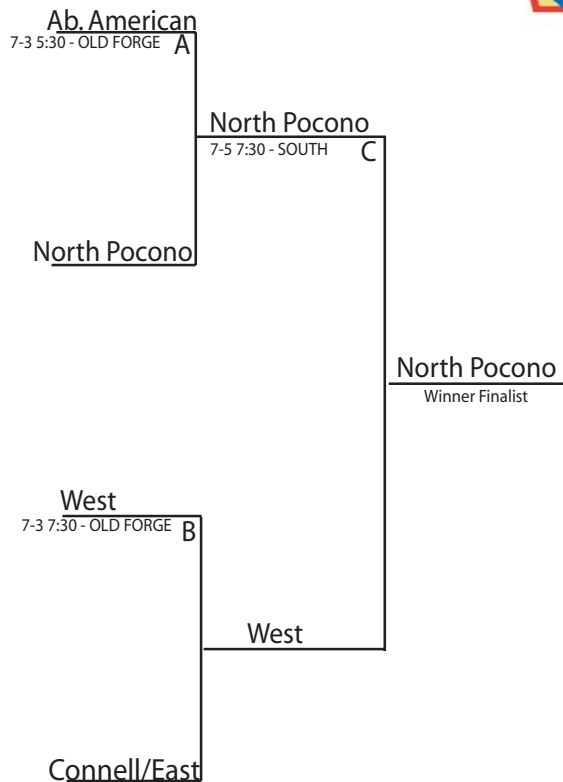 Ab. American
7-3 5:30 - OLD FORGE A
North Pocono
7-5 7:30 - SOUTH C
North Pocono
North Pocono
Winner Finalist
West
7-3 7:30 - OLD FORGE B
West
Connell/East